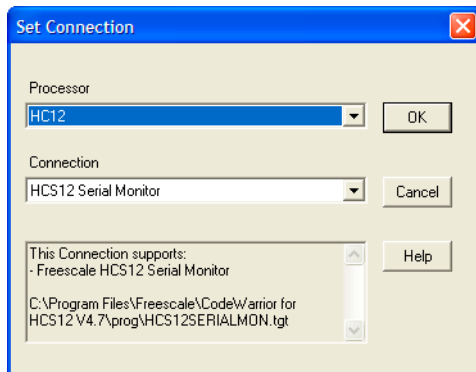 Set Connection
Processor
HC12
OK
Connection
HCS12 Serial Monitor
Cancel
This Connection supports:
- Freescale HCS12 Serial Monitor
C:\Program Files\Freescale\CodeWarrior for
HCS12 V4.7\prog\HCS12SERIALMON.tgt
Help